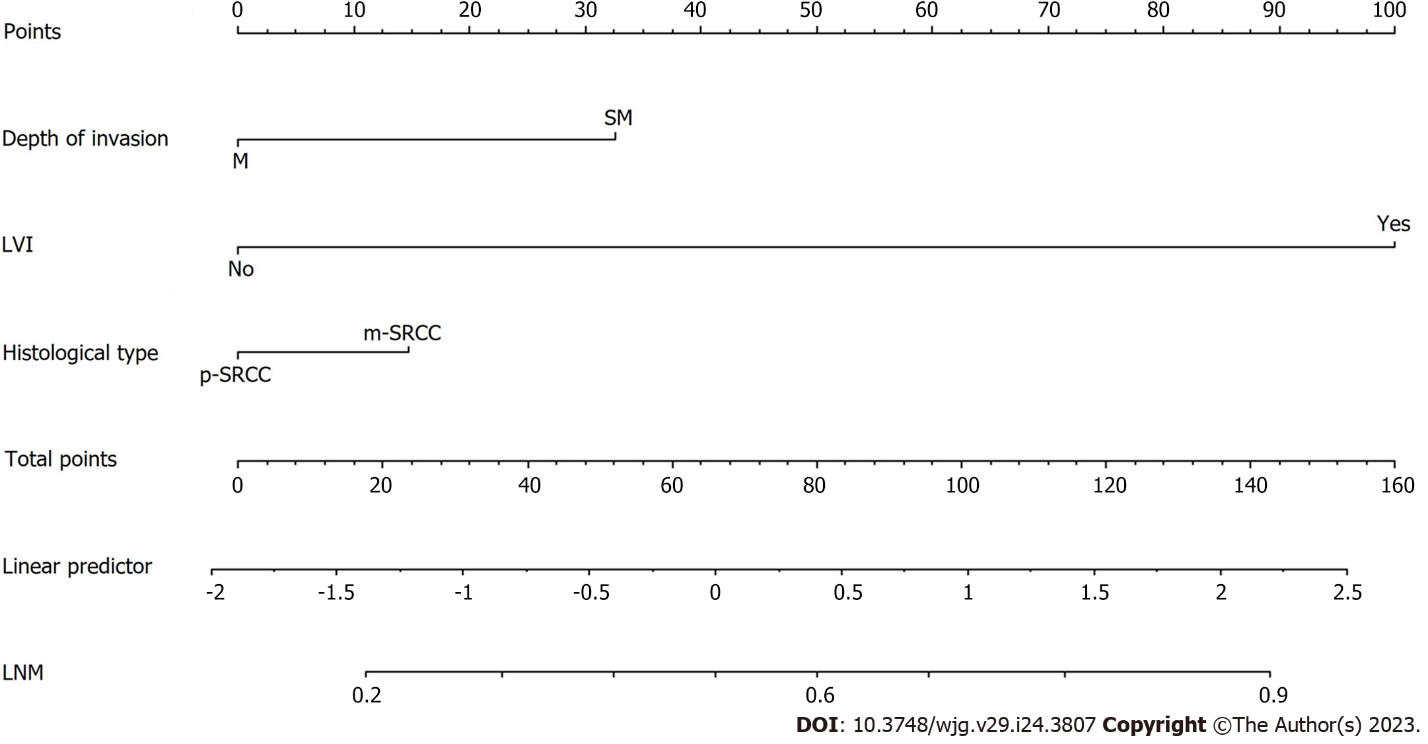 0 10 20 30 40 50 60 70 80 90 100
Points
SM
Depth of invasion
M
Yes
LVI
No
m-SRCC
Histological type
p-SRCC
Total points
0 20 40 60 80 100 120 140 160
Linear predictor
-2 -1.5 -1 -0.5 0 0.5 1 1.5 2 2.5
LNM
0.2 0.6 0.9
DOI: 10.3748/wjg.v29.i24.3807 Copyright ©The Author(s) 2023.